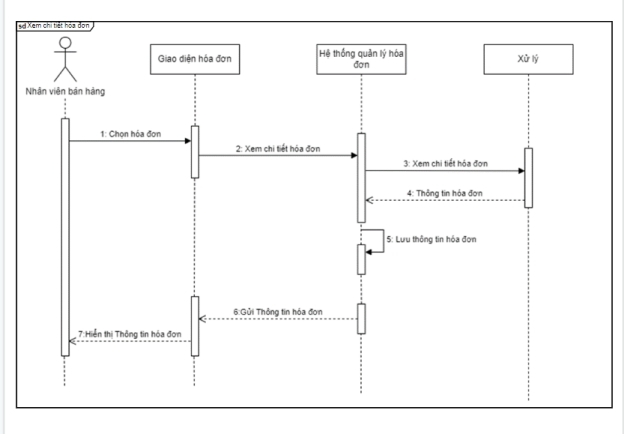 sd Xem chi tiết hóa đơn
Giao diện hóa đơn
Hệ thống quản lý hóa
đơn
Xử lý
Nhân viên bán hàng
1: Chọn hóa đơn
2: Xem chi tiết hóa đơn
3: Xem chi tiết hóa đơn
4: Thông tin hóa đơn
5: Lưu thông tin hóa đơn
6:Gửi Thông tin hóa đơn
7:Hiển thị Thông tin hóa đơn